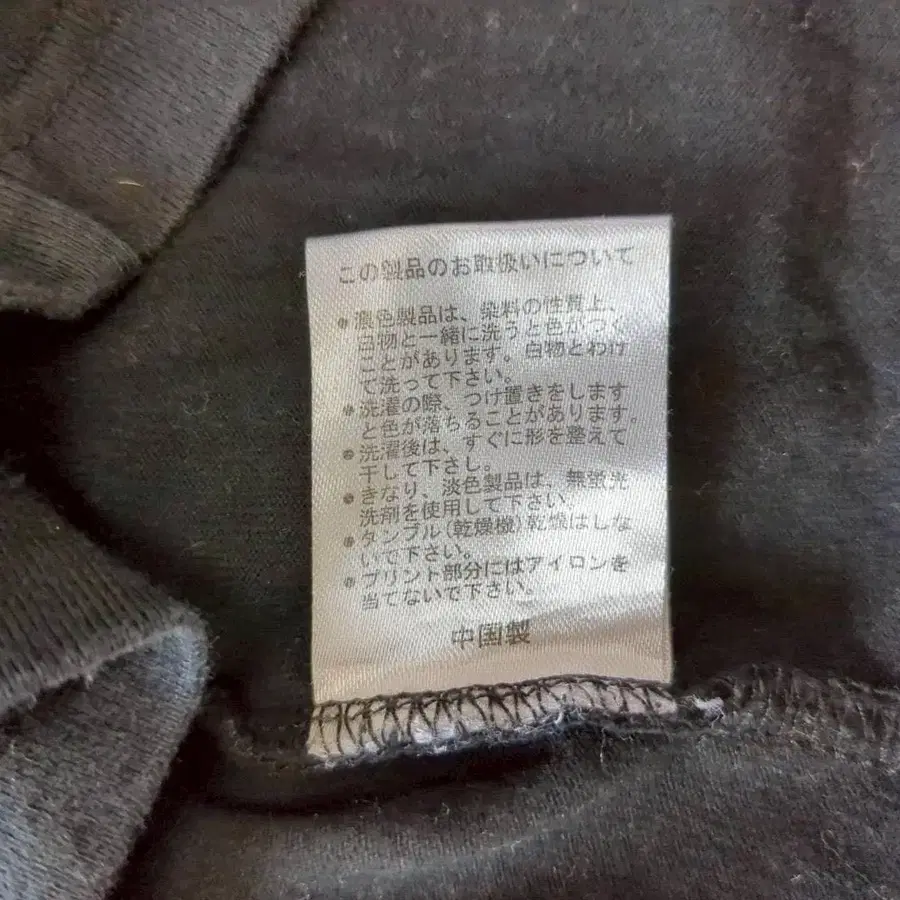 この製品のお取扱いについて
● 濃色製品は、染料の性質上、
白物と一緒に洗うと色がつく
ことがあります。白物とわけ
て洗って下さい。
● 洗濯の際、つけ置きをします
と色が落ちることがあります。
● 洗濯後は、すぐに形を整えて
干して下さし。
● きなり、淡色製品は、無蛍光
洗剤を使用して下さい
● タンブル(乾燥機)乾燥はしな
いで下さい。
● プリント部分にはアイロンを
当てないで下さい。
中国製